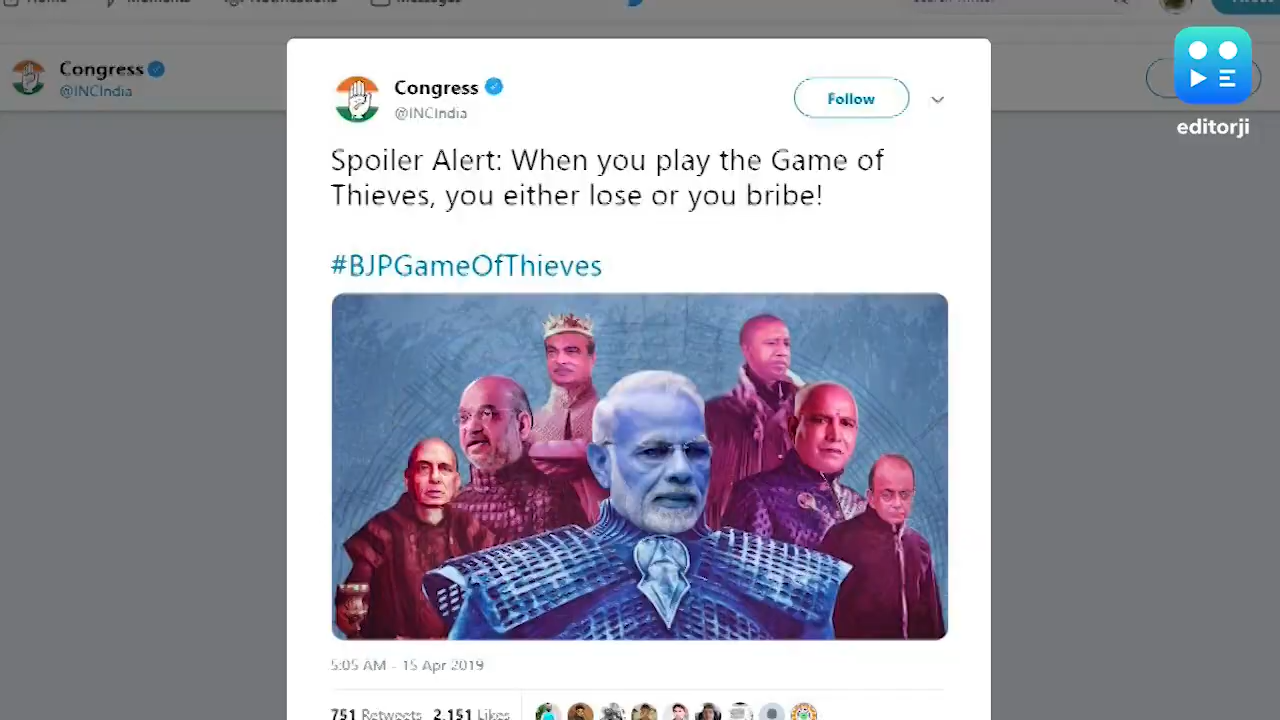 Congress
@INCIndia
editorji
Congress
@INCIndia
Follow
Spoiler Alert: When you play the Game of
Thieves, you either lose or you bribe!
#BJPGameOfThieves
5:05 AM - 15 Apr 2019
751 Retweets 2,151 Likes